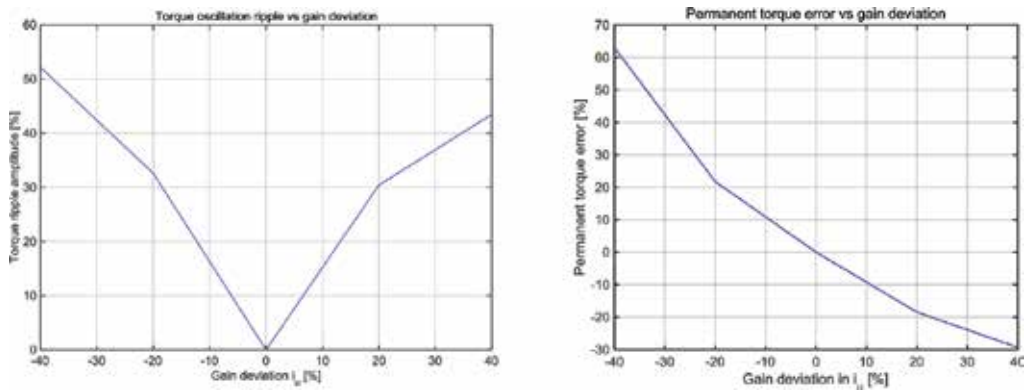 Torque oscillation ripple vs gain deviation
Torque ripple amplitude [%]
60
50
40
30
20
10
0
-40 -30 -20 -10 0 10 20 30 40
Gain deviation i [%]
Permanent torque error vs gain deviation
Permanent torque error [%]
70
60
50
40
30
20
10
0
-10
-20
-30
-40 -30 -20 -10 0 10 20 30 40
Gain deviation in i [%]